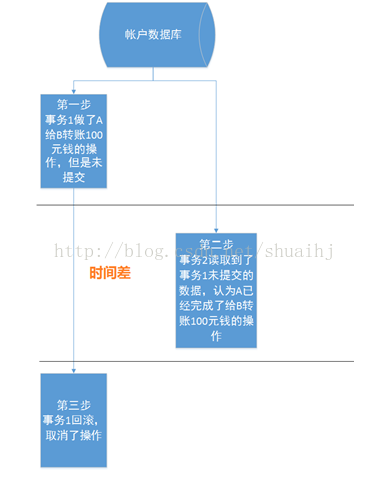 帐户数据库
第一步
事务1做了A
给B转账100
元钱的操
作，但是未
提交
http://blog.csdn.net/shuaihj
第二步
事务2读取到了
事务1未提交的
数据，认为A已
经完成了给B转
账100元钱的操
作
时间差
第三步
事务1回滚，
取消了操作